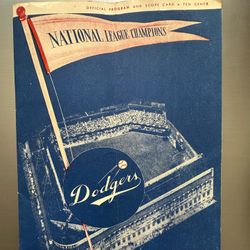 OFFICIAL PROGRAM AND SCORE CARD • TEN CENTS
NATIONAL LEAGUE CHAMPIONS
Dodgers